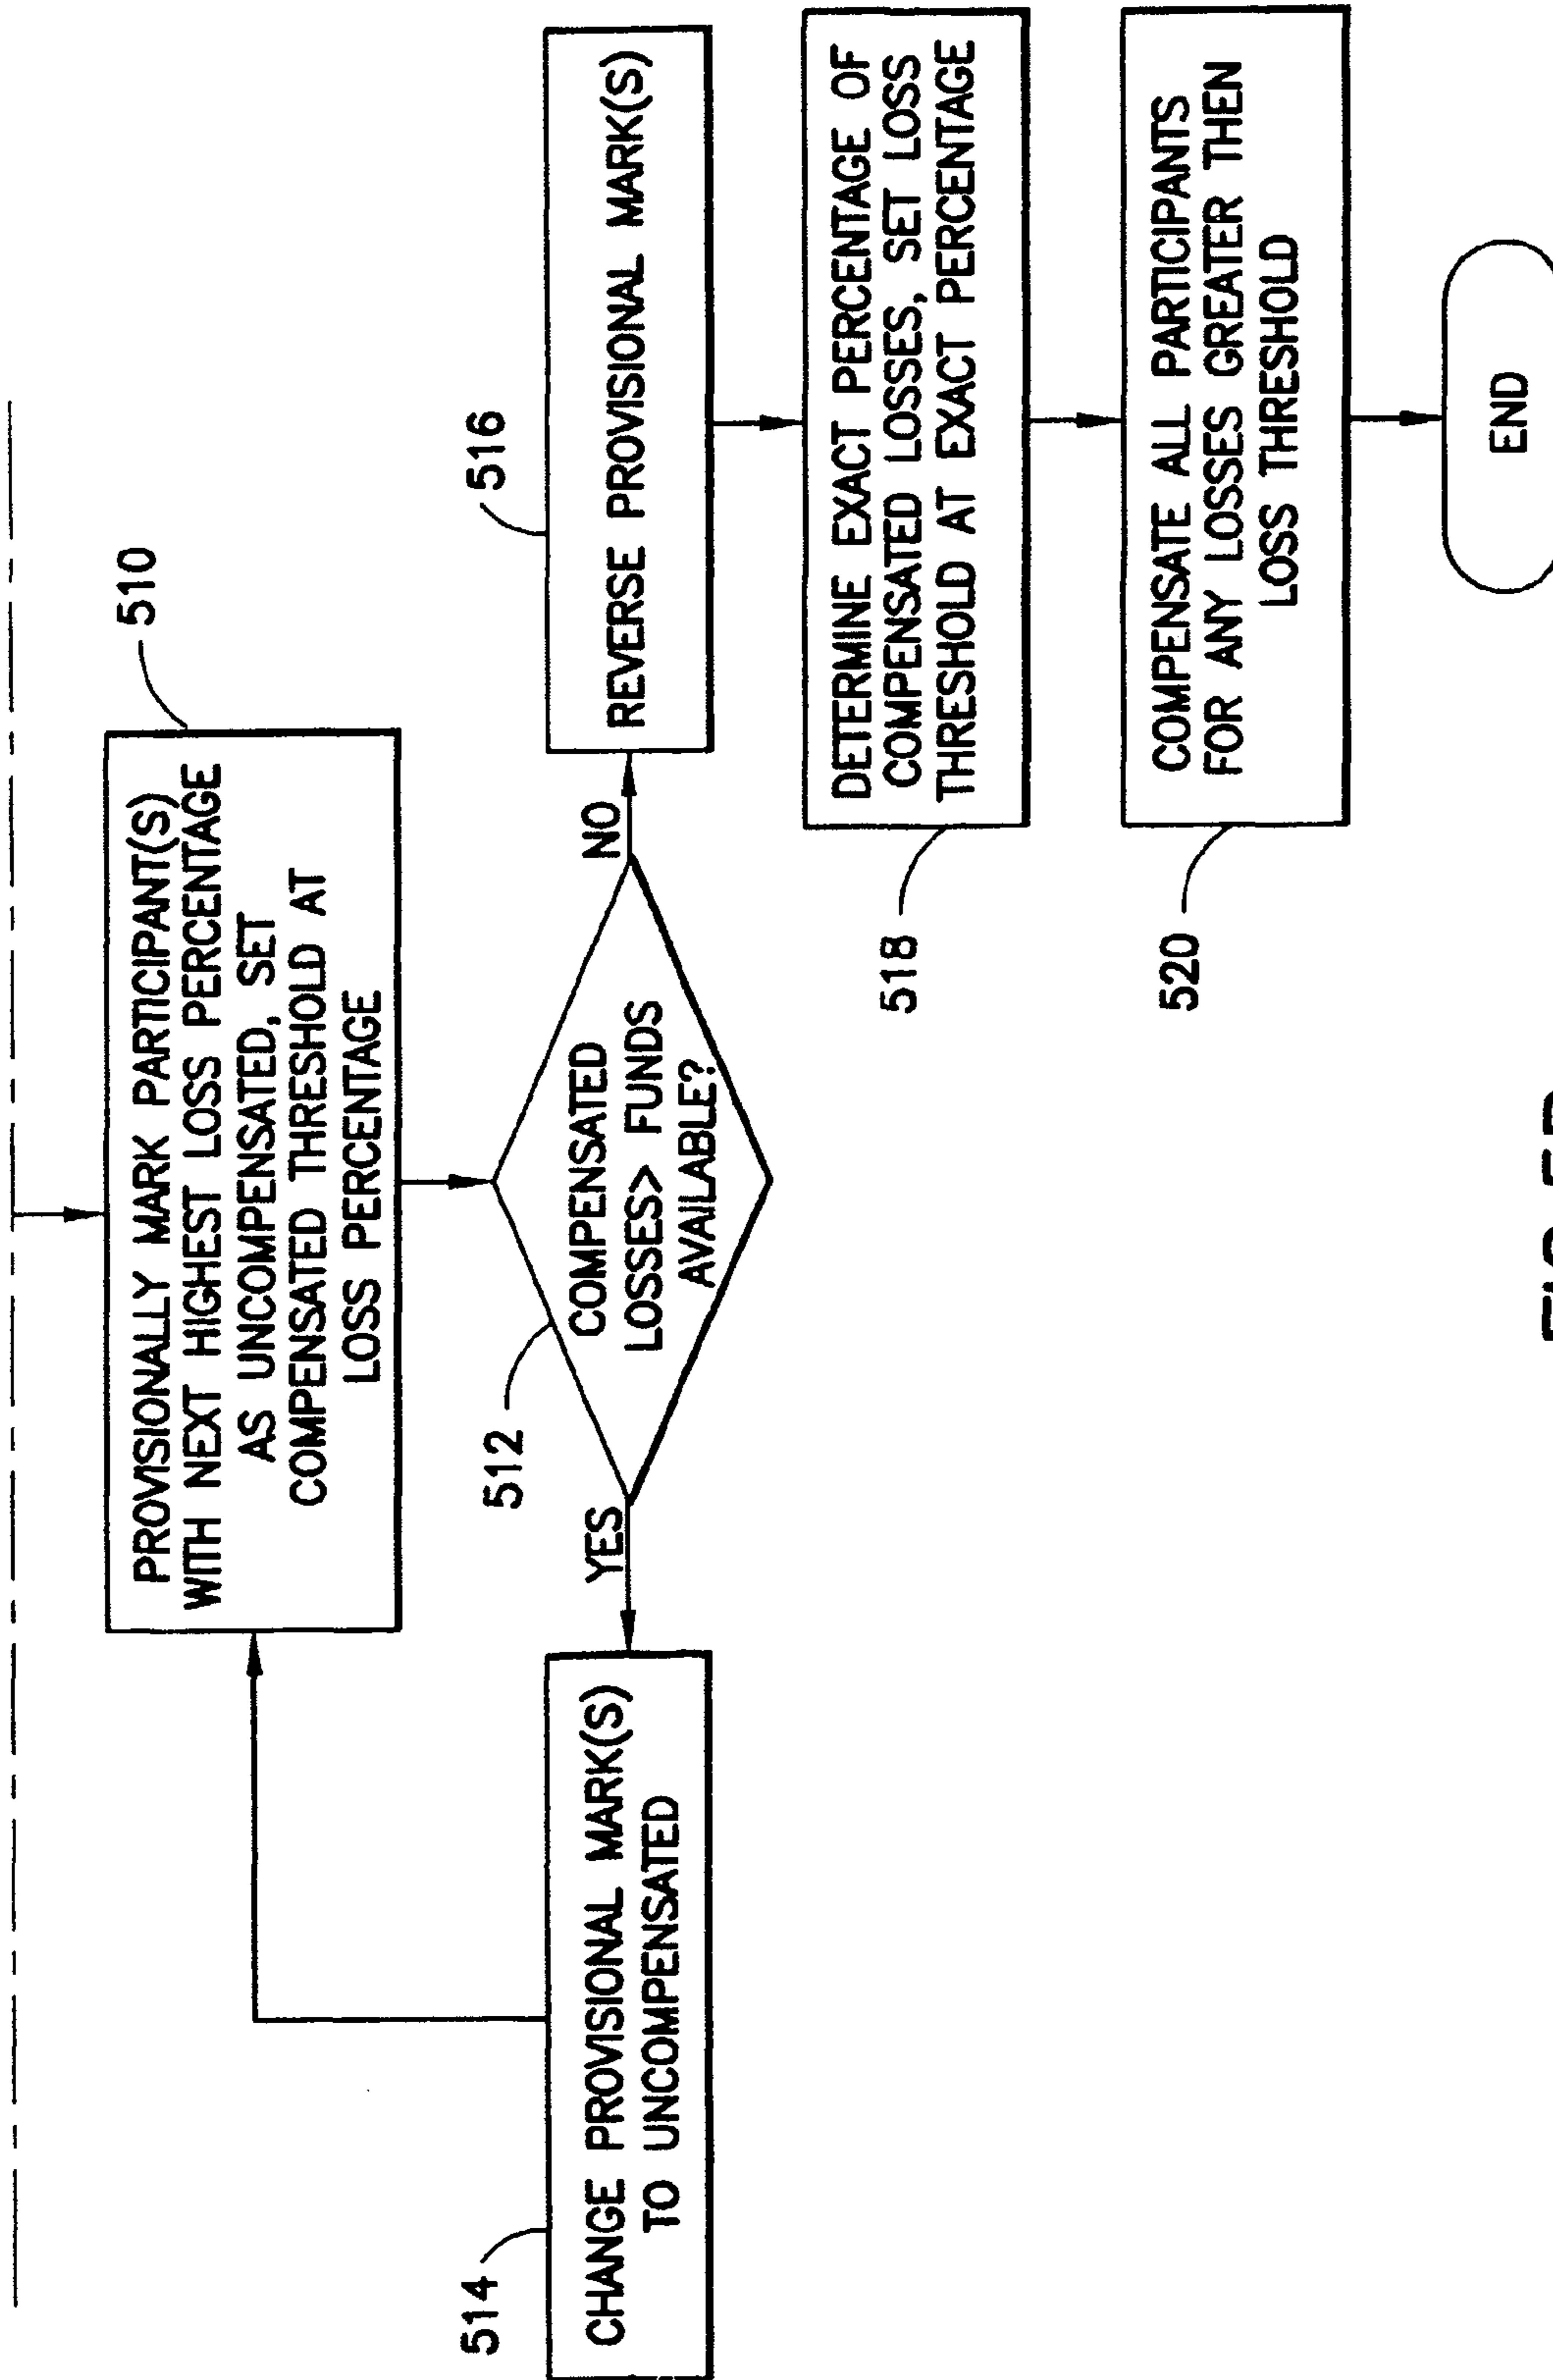 510
PROVISIONALLY MARK PARTICIPANT(S)
WITH NEXT HIGHEST LOSS PERCENTAGE
AS UNCOMPENSATED, SET
COMPENSATED THRESHOLD AT
LOSS PERCENTAGE
512
COMPENSATED
LOSSES> FUNDS
AVAILABLE?
YES
NO
514
CHANGE PROVISIONAL MARK(S)
TO UNCOMPENSATED
516
REVERSE PROVISIONAL MARK(S)
518
DETERMINE EXACT PERCENTAGE OF
COMPENSATED LOSSES, SET LOSS
THRESHOLD AT EXACT PERCENTAGE
520
COMPENSATE ALL PARTICIPANTS
FOR ANY LOSSES GREATER THEN
LOSS THRESHOLD
END